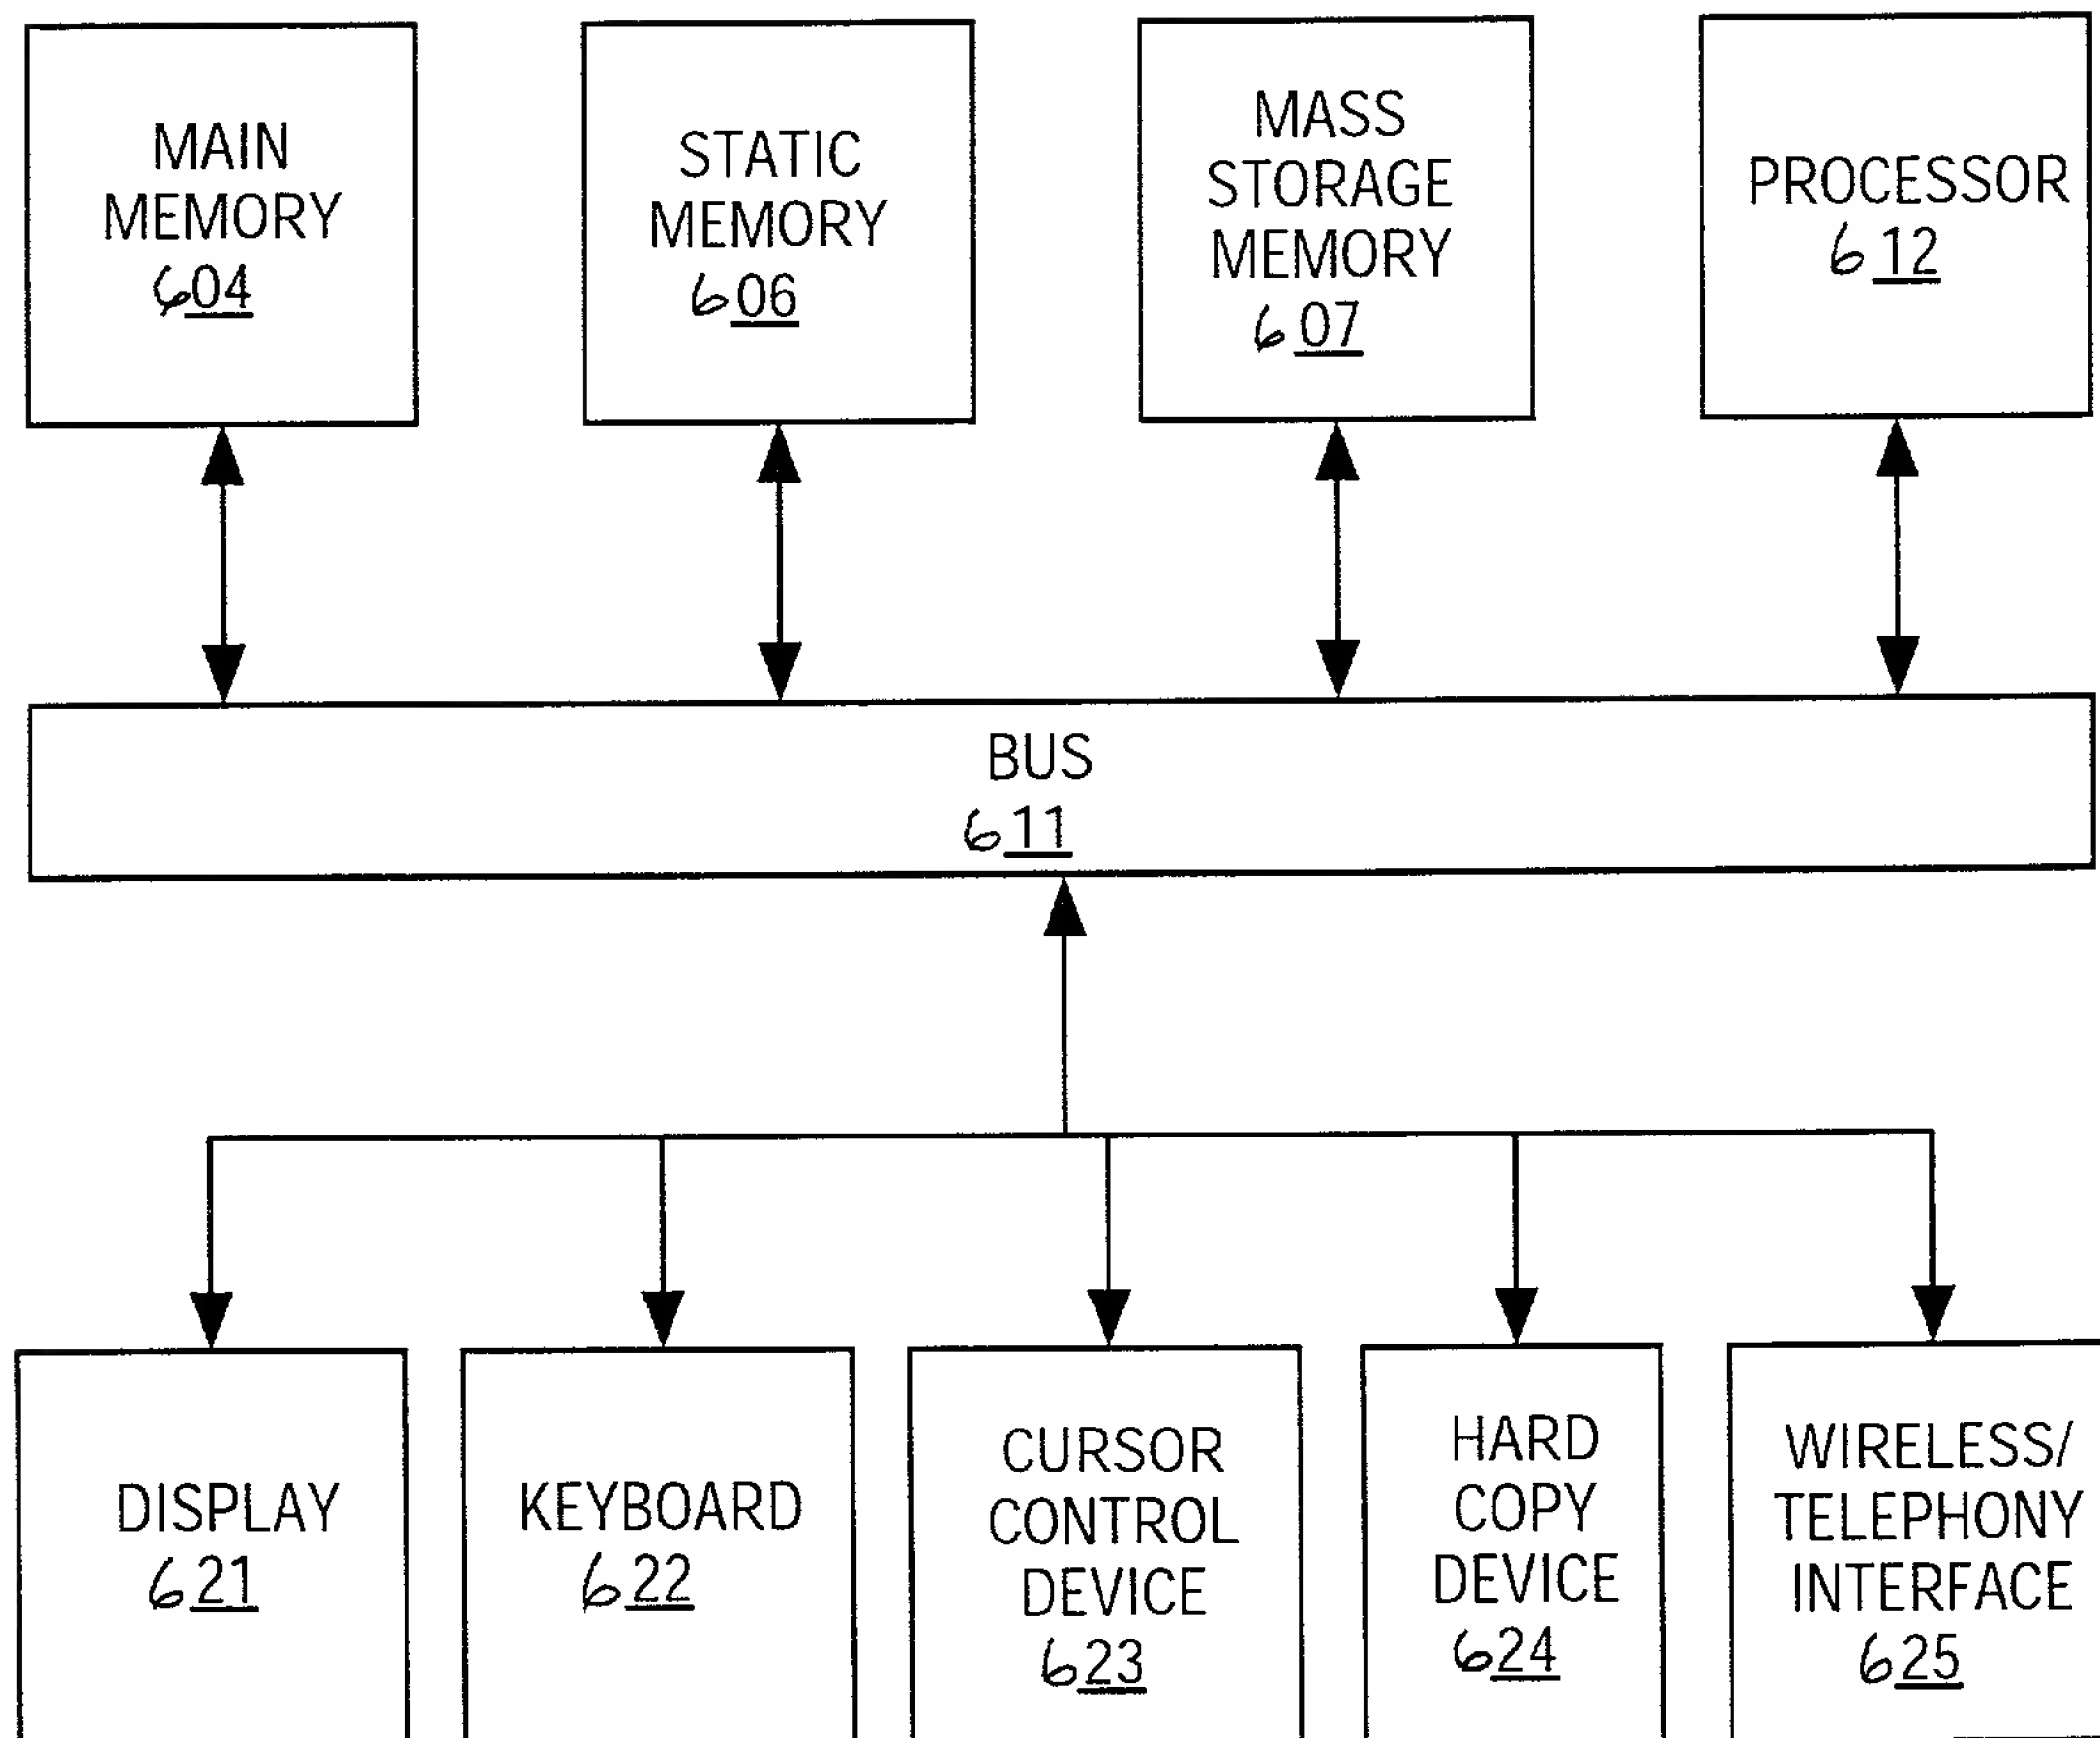 MAIN
MEMORY
604
STATIC
MEMORY
606
MASS
STORAGE
MEMORY
607
PROCESSOR
612
BUS
611
DISPLAY
621
KEYBOARD
622
CURSOR
CONTROL
DEVICE
623
HARD
COPY
DEVICE
624
WIRELESS/
TELEPHONY
INTERFACE
625